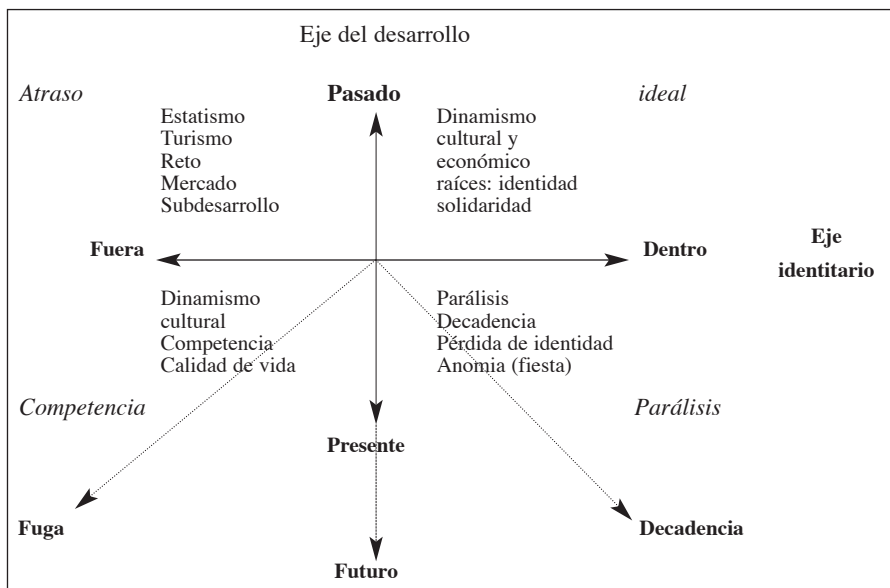 Eje del desarrollo
Atraso
Pasado
ideal
Estatismo
Turismo
Reto
Mercado
Subdesarrollo
Dinamismo
cultural y
económico
raíces: identidad
solidaridad
Fuera
Dentro
Eje
identitario
Dinamismo
cultural
Competencia
Calidad de vida
Parálisis
Decadencia
Pérdida de identidad
Anomia (fiesta)
Competencia
Parálisis
Presente
Fuga
Decadencia
Futuro